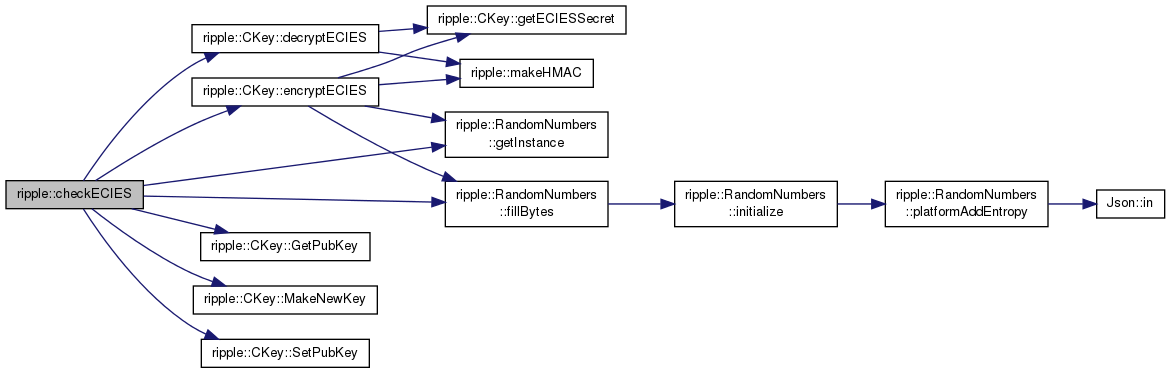 ripple::checkECIES
ripple::CKey::decryptECIES
ripple::CKey::encryptECIES
ripple::CKey::getECIESSecret
ripple::makeHMAC
ripple::RandomNumbers
::getInstance
ripple::RandomNumbers
::fillBytes
ripple::RandomNumbers
::initialize
ripple::RandomNumbers
::platformAddEntropy
Json::in
ripple::CKey::GetPubKey
ripple::CKey::MakeNewKey
ripple::CKey::SetPubKey